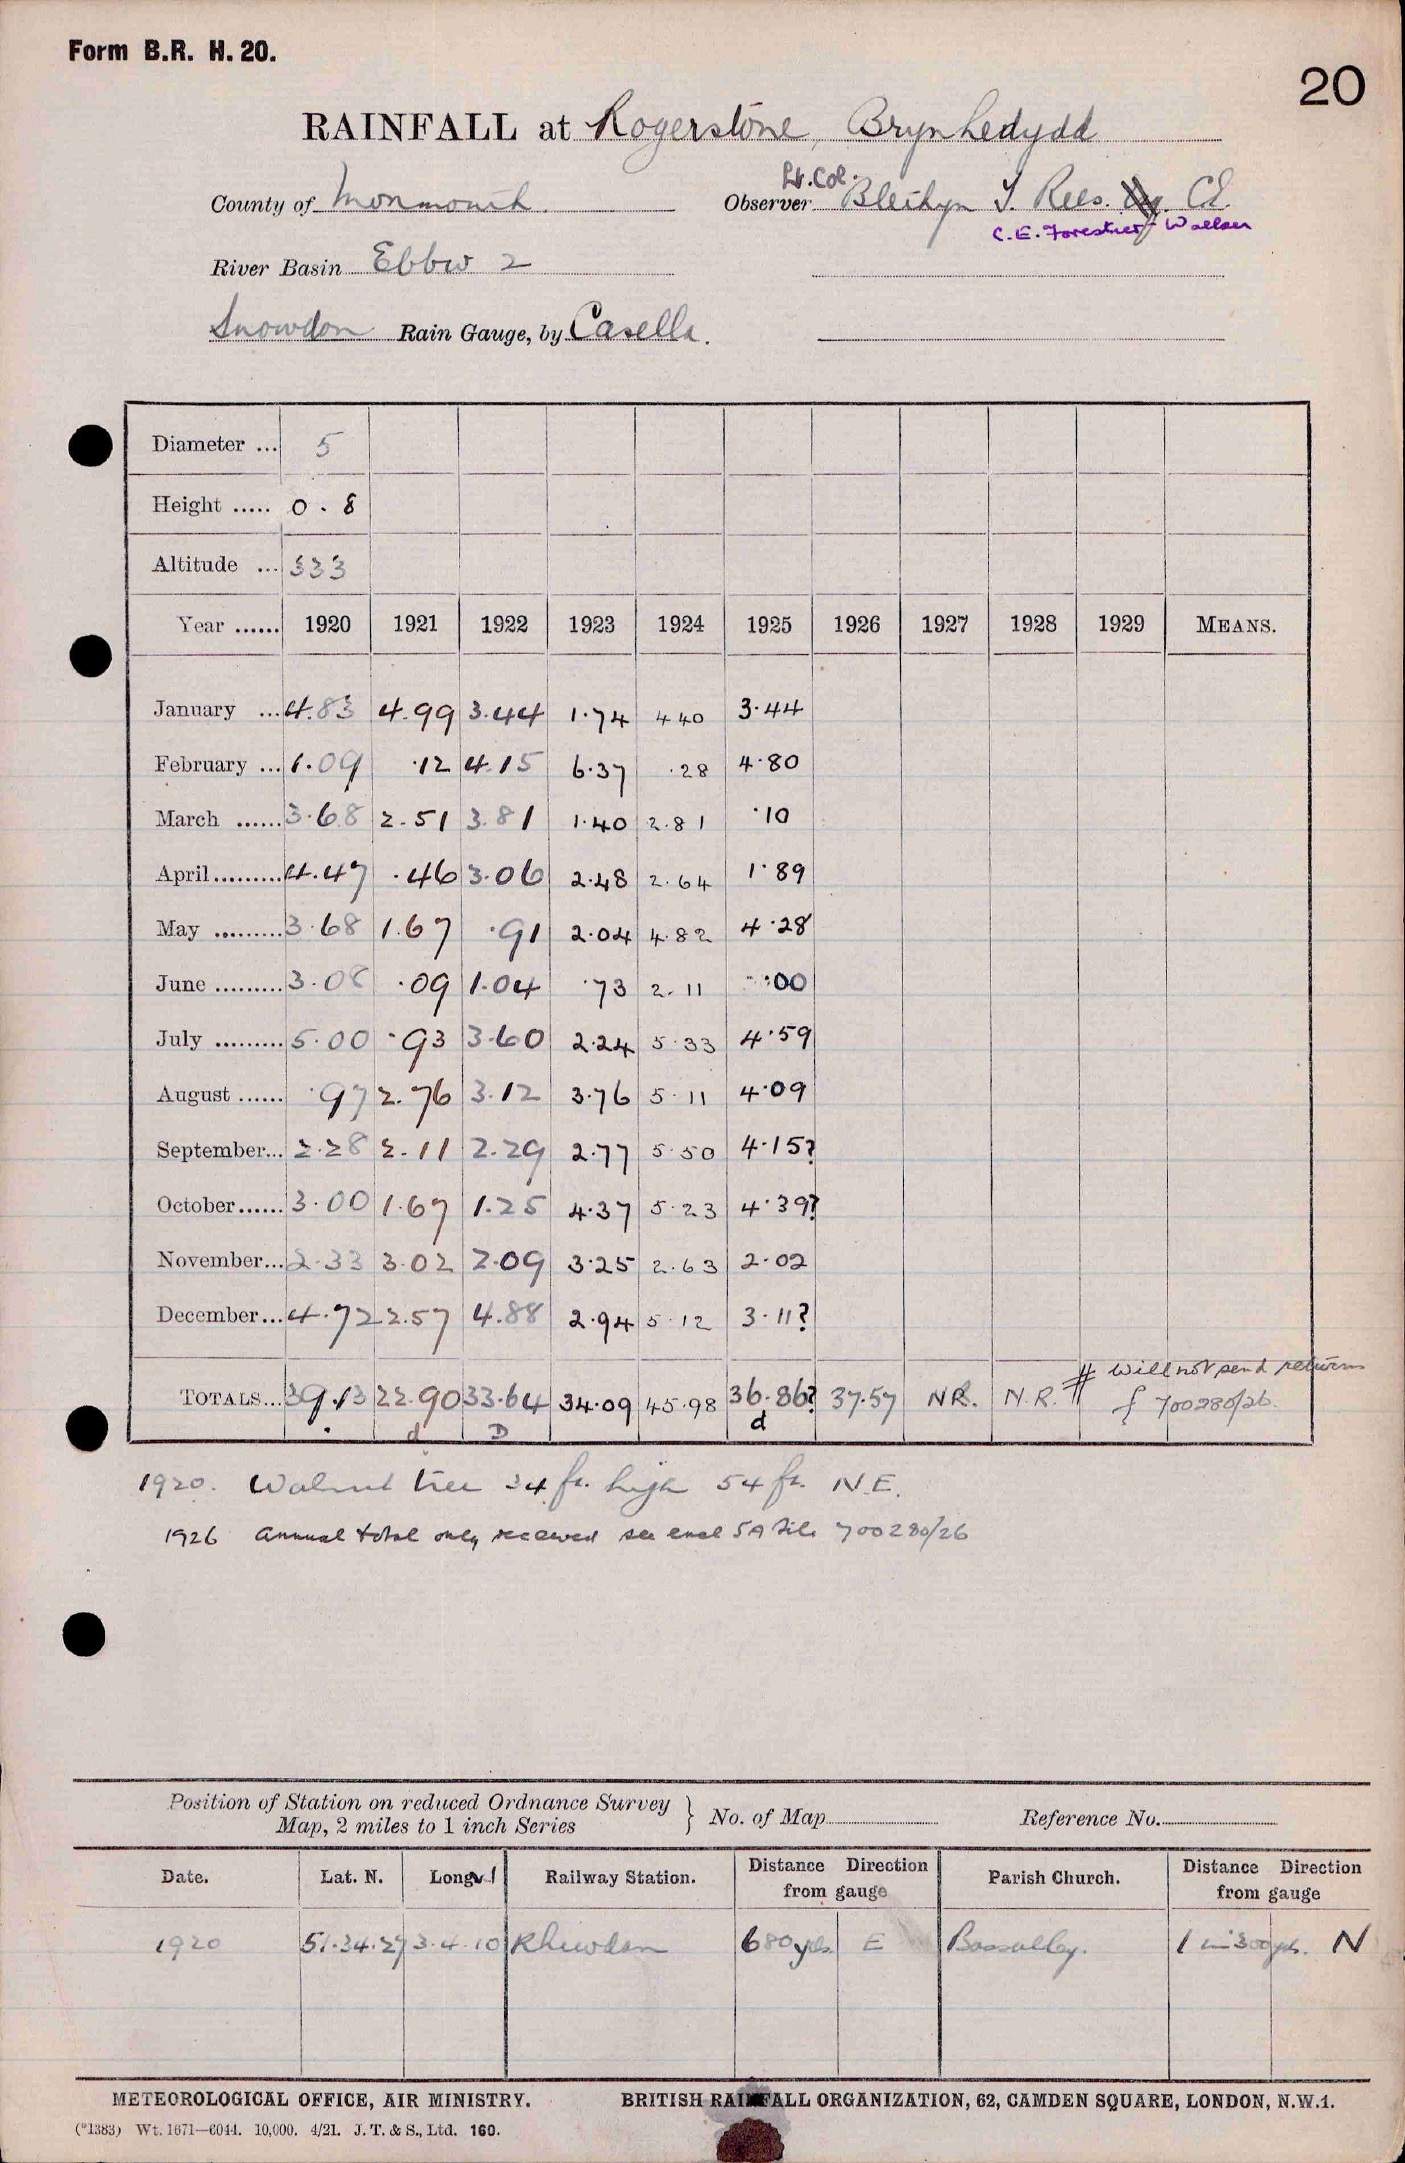 Form B.R. H. 20.
20
RAINFALL at Rogerstone, Brynhedydd
Lt. Col.
County of Monmouth. Observer Blethyn T. Rees. Esq. C.E.
C.E. Forestier-Walker
River Basin Ebbw 2
Snowdon Rain Gauge, by Casella.
Diameter ... 5
Height ..... 0.8
Altitude ... 333
Year ...... 1920 1921 1922 1923 1924 1925 1926 1927 1928 1929 MEANS.
January ... 4.83 4.99 3.44 1.74 4 40 3.44
February ... 1.09 .12 4.15 6.37 .28 4.80
March ...... 3.68 2.51 3.81 1.40 2.81 .10
April ......... 4.47 .46 3.06 2.48 2.64 1.89
May ......... 3.68 1.67 .91 2.04 4.82 4.28
June ......... 3.08 .09 1.04 .73 2.11 .00
July ......... 5.00 .93 3.60 2.24 5.33 4.59
August ...... .97 2.76 3.12 3.76 5.11 4.09
September... 2.28 2.11 2.29 2.77 5.50 4.15?
October...... 3.00 1.67 1.25 4.37 5.23 4.39?
November... 2.33 3.02 2.09 3.25 2.63 2.02
December... 4.72 2.57 4.88 2.94 5.12 3.11?
# Will not send returns
TOTALS... 39.13 22.90 33.64 34.09 45.98 36.86? 37.57 NR. N.R. # { 700280/26.
d D d
1920. Walnut tree 34 ft. high 54 ft. N.E.
1926 Annual total only received see encl 5A file 700280/26
Position of Station on reduced Ordnance Survey Map, 2 miles to 1 inch Series } No. of Map Reference No.
Date. Lat. N. Long. W Railway Station. Distance Direction from gauge Parish Church. Distance Direction from gauge
1920 51.34.27 3.4.10 Rhiwdern 680 yds. E Bassalleg. 1 m 300 yds. N
METEOROLOGICAL OFFICE, AIR MINISTRY. BRITISH RAINFALL ORGANIZATION, 62, CAMDEN SQUARE, LONDON, N.W.1.
(*1383) Wt. 1671—6044. 10,000. 4/21. J. T. & S., Ltd. 160.